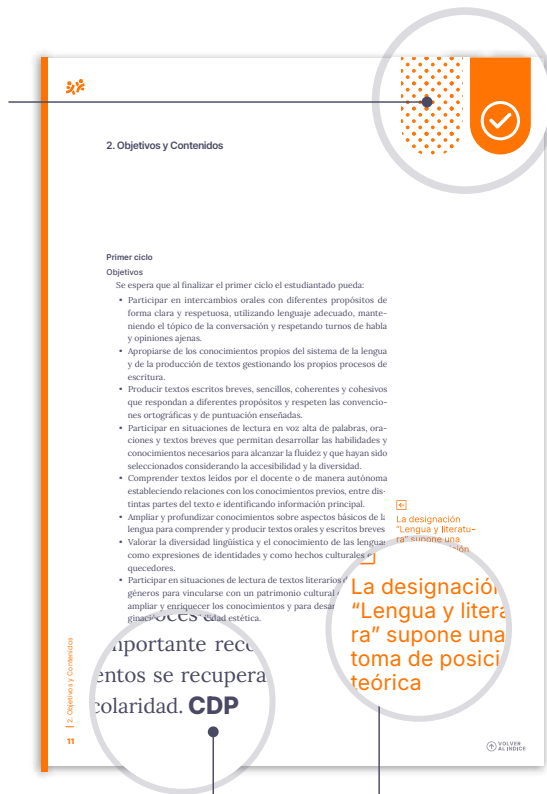 2. Objetivos y Contenidos
Primer ciclo
Objetivos
Se espera que al finalizar el primer ciclo el estudiantado pueda:
• Participar en intercambios orales con diferentes propósitos de
forma clara y respetuosa, utilizando lenguaje adecuado, mante-
niendo el tópico de la conversación y respetando turnos de habla
y opiniones ajenas.
• Apropiarse de los conocimientos propios del sistema de la lengua
y de la producción de textos gestionando los propios procesos de
escritura.
• Producir textos escritos breves, sencillos, coherentes y cohesivos
que respondan a diferentes propósitos y respeten las convencio-
nes ortográficas y de puntuación enseñadas.
• Participar en situaciones de lectura en voz alta de palabras, ora-
ciones y textos breves que permitan desarrollar las habilidades y
conocimientos necesarios para alcanzar la fluidez y que hayan sido
seleccionados considerando la accesibilidad y la diversidad.
• Comprender textos leídos por el docente o de manera autónoma
estableciendo relaciones con los conocimientos previos, entre dis-
tintas partes del texto e identificando información principal.
• Ampliar y profundizar conocimientos sobre aspectos básicos de la
lengua para comprender y producir textos orales y escritos breves
• Valorar la diversidad lingüística y el conocimiento de las lenguas
como expresiones de identidades y como hechos culturales e
quecedores.
• Participar en situaciones de lectura de textos literarios d
géneros para vincularse con un patrimonio cultural
ampliar y enriquecer los conocimientos y para desar
ginaci dad estética.
La designación
"Lengua y literatu-
ra" supone una
ión
La designación
"Lengua y litera
ra" supone una
toma de posici
teórica
mportante reco
entos se recupera
colaridad. CDP
2. Objetivos y Contenidos
11
VOLVER
AL ÍNDICE